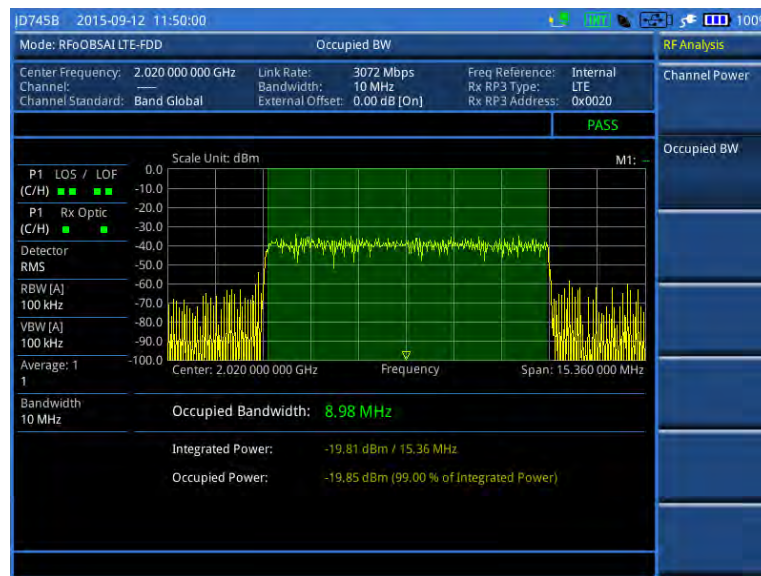 JD745B 2015-09-12 11:50:00
HMT
100%
Mode: RFoOBSAI LTE-FDD Occupied BW
RF Analysis
Center Frequency: 2.020 000 000 GHz Link Rate: 3072 Mbps Freq Reference: Internal
Channel: ---- Bandwidth: 10 MHz Rx RP3 Type: LTE
Channel Standard: Band Global External Offset: 0.00 dB [On] Rx RP3 Address: 0x0020
PASS
Channel Power
Occupied BW
Scale Unit: dBm M1: --
P1 LOS / LOF
(C/H)
P1 Rx Optic
(C/H)
Detector
RMS
RBW [A]
100 kHz
VBW [A]
100 kHz
Average: 1
1
Bandwidth
10 MHz
0.0
-10.0
-20.0
-30.0
-40.0
-50.0
-60.0
-70.0
-80.0
-90.0
-100.0
Center: 2.020 000 000 GHz Frequency Span: 15.360 000 MHz
Occupied Bandwidth: 8.98 MHz
Integrated Power: -19.81 dBm / 15.36 MHz
Occupied Power: -19.85 dBm (99.00 % of Integrated Power)